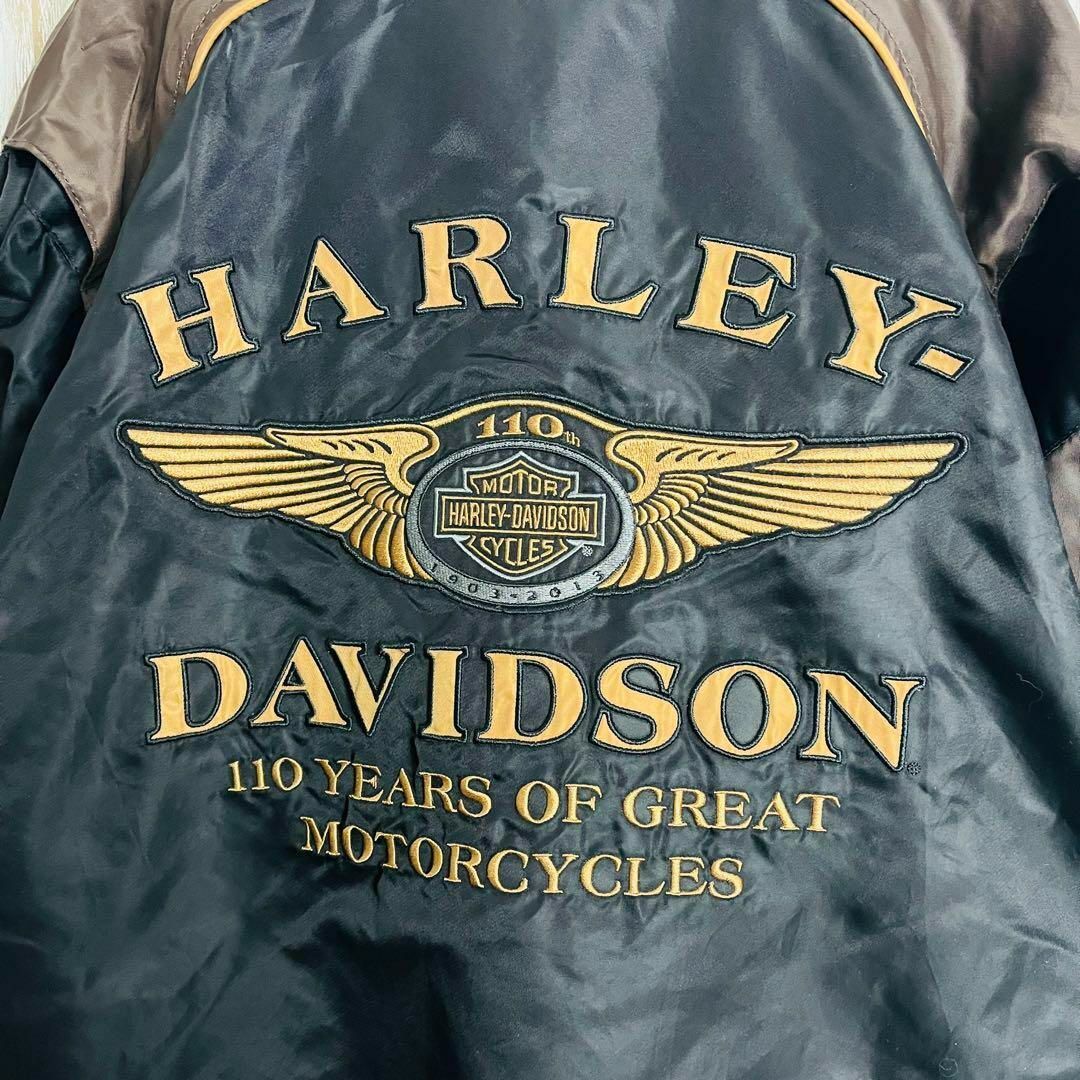 HARLEY-
110th
MOTOR
HARLEY-DAVIDSON
CYCLES®
1903-2013
DAVIDSON®
110 YEARS OF GREAT
MOTORCYCLES